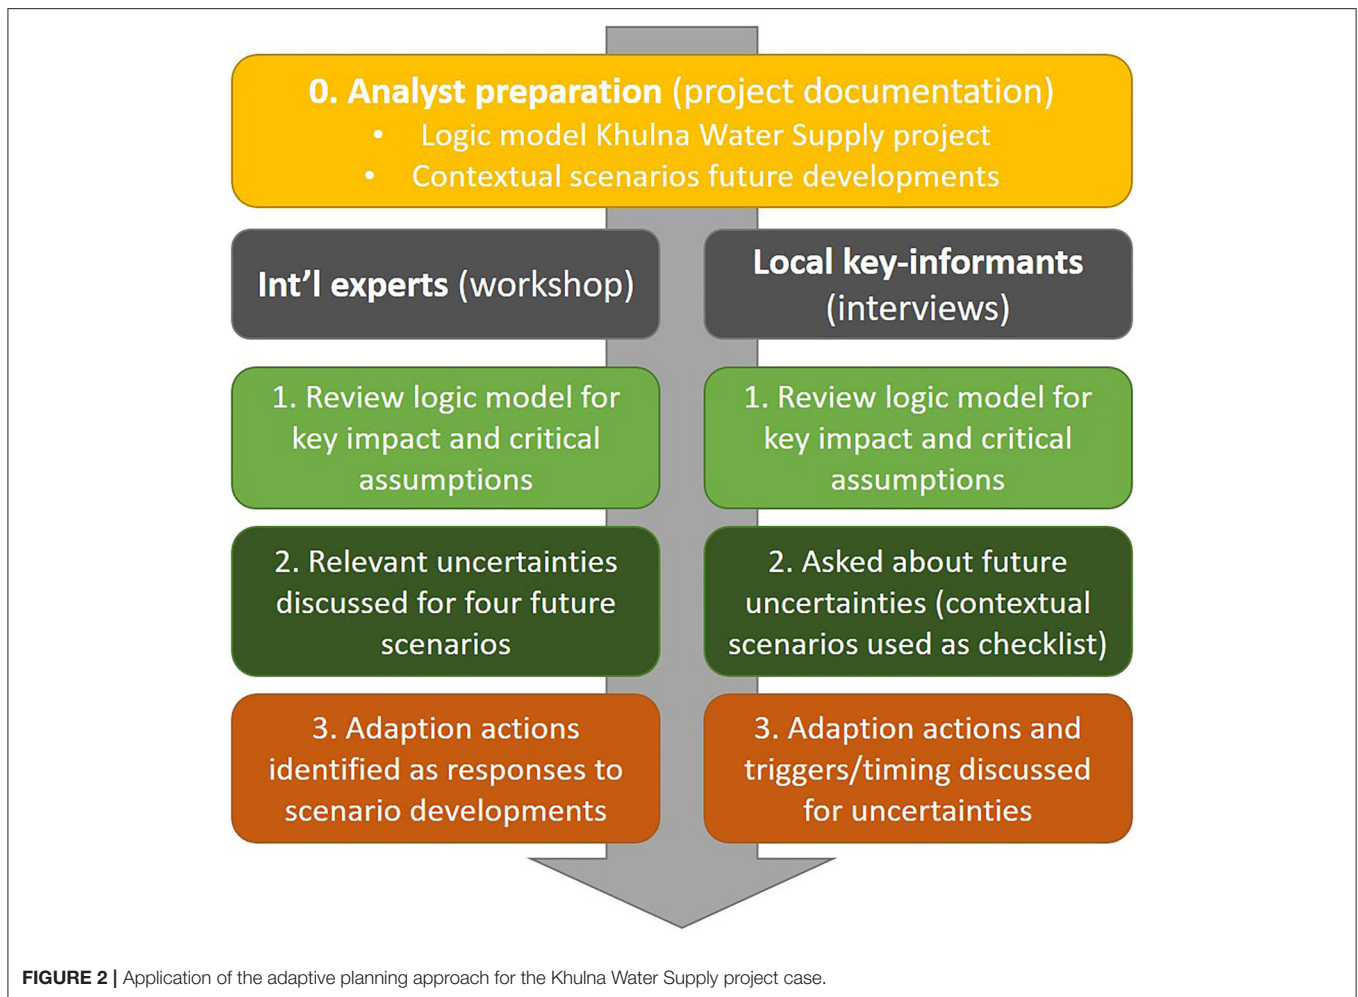 0. Analyst preparation (project documentation)
• Logic model Khulna Water Supply project
• Contextual scenarios future developments
Int’l experts (workshop)
Local key-informants
(interviews)
1. Review logic model for
key impact and critical
assumptions
1. Review logic model for
key impact and critical
assumptions
2. Relevant uncertainties
discussed for four future
scenarios
2. Asked about future
uncertainties (contextual
scenarios used as checklist)
3. Adaption actions
identified as responses to
scenario developments
3. Adaption actions and
triggers/timing discussed
for uncertainties
FIGURE 2 | Application of the adaptive planning approach for the Khulna Water Supply project case.